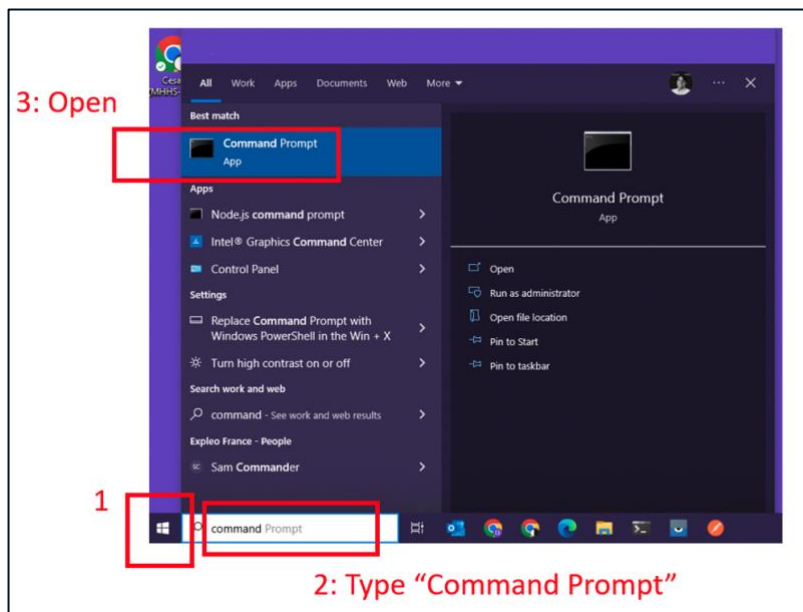 3: Open
Cesa
(MHHS-
All Work Apps Documents Web More
Best match
Command Prompt
App
Apps
Node.js command prompt
Intel® Graphics Command Center
Control Panel
Settings
Replace Command Prompt with
Windows PowerShell in the Win + X
Turn high contrast on or off
Search work and web
command - See work and web results
Expleo France - People
SC Sam Commander
Command Prompt
App
Open
Run as administrator
Open file location
Pin to Start
Pin to taskbar
1
command Prompt
2: Type “Command Prompt”